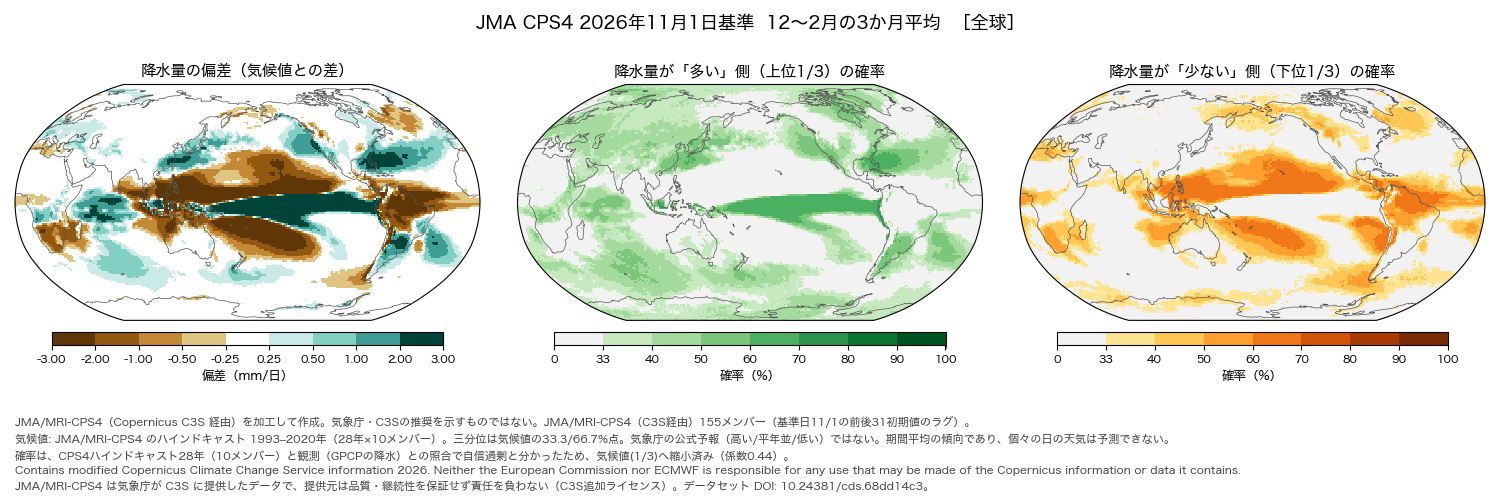 JMA CPS4 2026年11月1日基準 12～2月の3か月平均 ［全球］
降水量の偏差（気候値との差）
降水量が「多い」側（上位1/3）の確率
降水量が「少ない」側（下位1/3）の確率
-3.00 -2.00 -1.00 -0.50 -0.25 0.25 0.50 1.00 2.00 3.00
偏差（mm/日）
0 33 40 50 60 70 80 90 100
確率（%）
0 33 40 50 60 70 80 90 100
確率（%）
JMA/MRI-CPS4（Copernicus C3S 経由）を加工して作成。気象庁・C3Sの推奨を示すものではない。JMA/MRI-CPS4（C3S経由）155メンバー（基準日11/1の前後31初期値のラグ）。
気候値: JMA/MRI-CPS4 のハインドキャスト 1993–2020年（28年×10メンバー）。三分位は気候値の33.3/66.7%点。気象庁の公式予報（高い/平年並/低い）ではない。期間平均の傾向であり、個々の日の天気は予測できない。
確率は、CPS4ハインドキャスト28年（10メンバー）と観測（GPCPの降水）との照合で自信過剰と分かったため、気候値(1/3)へ縮小済み（係数0.44）。
Contains modified Copernicus Climate Change Service information 2026. Neither the European Commission nor ECMWF is responsible for any use that may be made of the Copernicus information or data it contains.
JMA/MRI-CPS4 は気象庁が C3S に提供したデータで、提供元は品質・継続性を保証せず責任を負わない（C3S追加ライセンス）。データセット DOI: 10.24381/cds.68dd14c3。